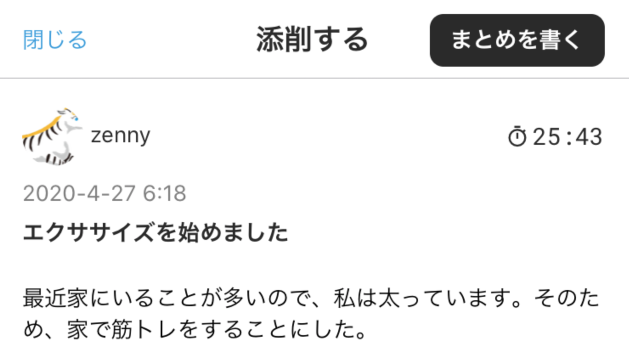 閉じる 添削する まとめを書く
zenny 25:43
2020-4-27 6:18
エクササイズを始めました
最近家にいることが多いので、私は太っています。そのた
め、家で筋トレをすることにした。